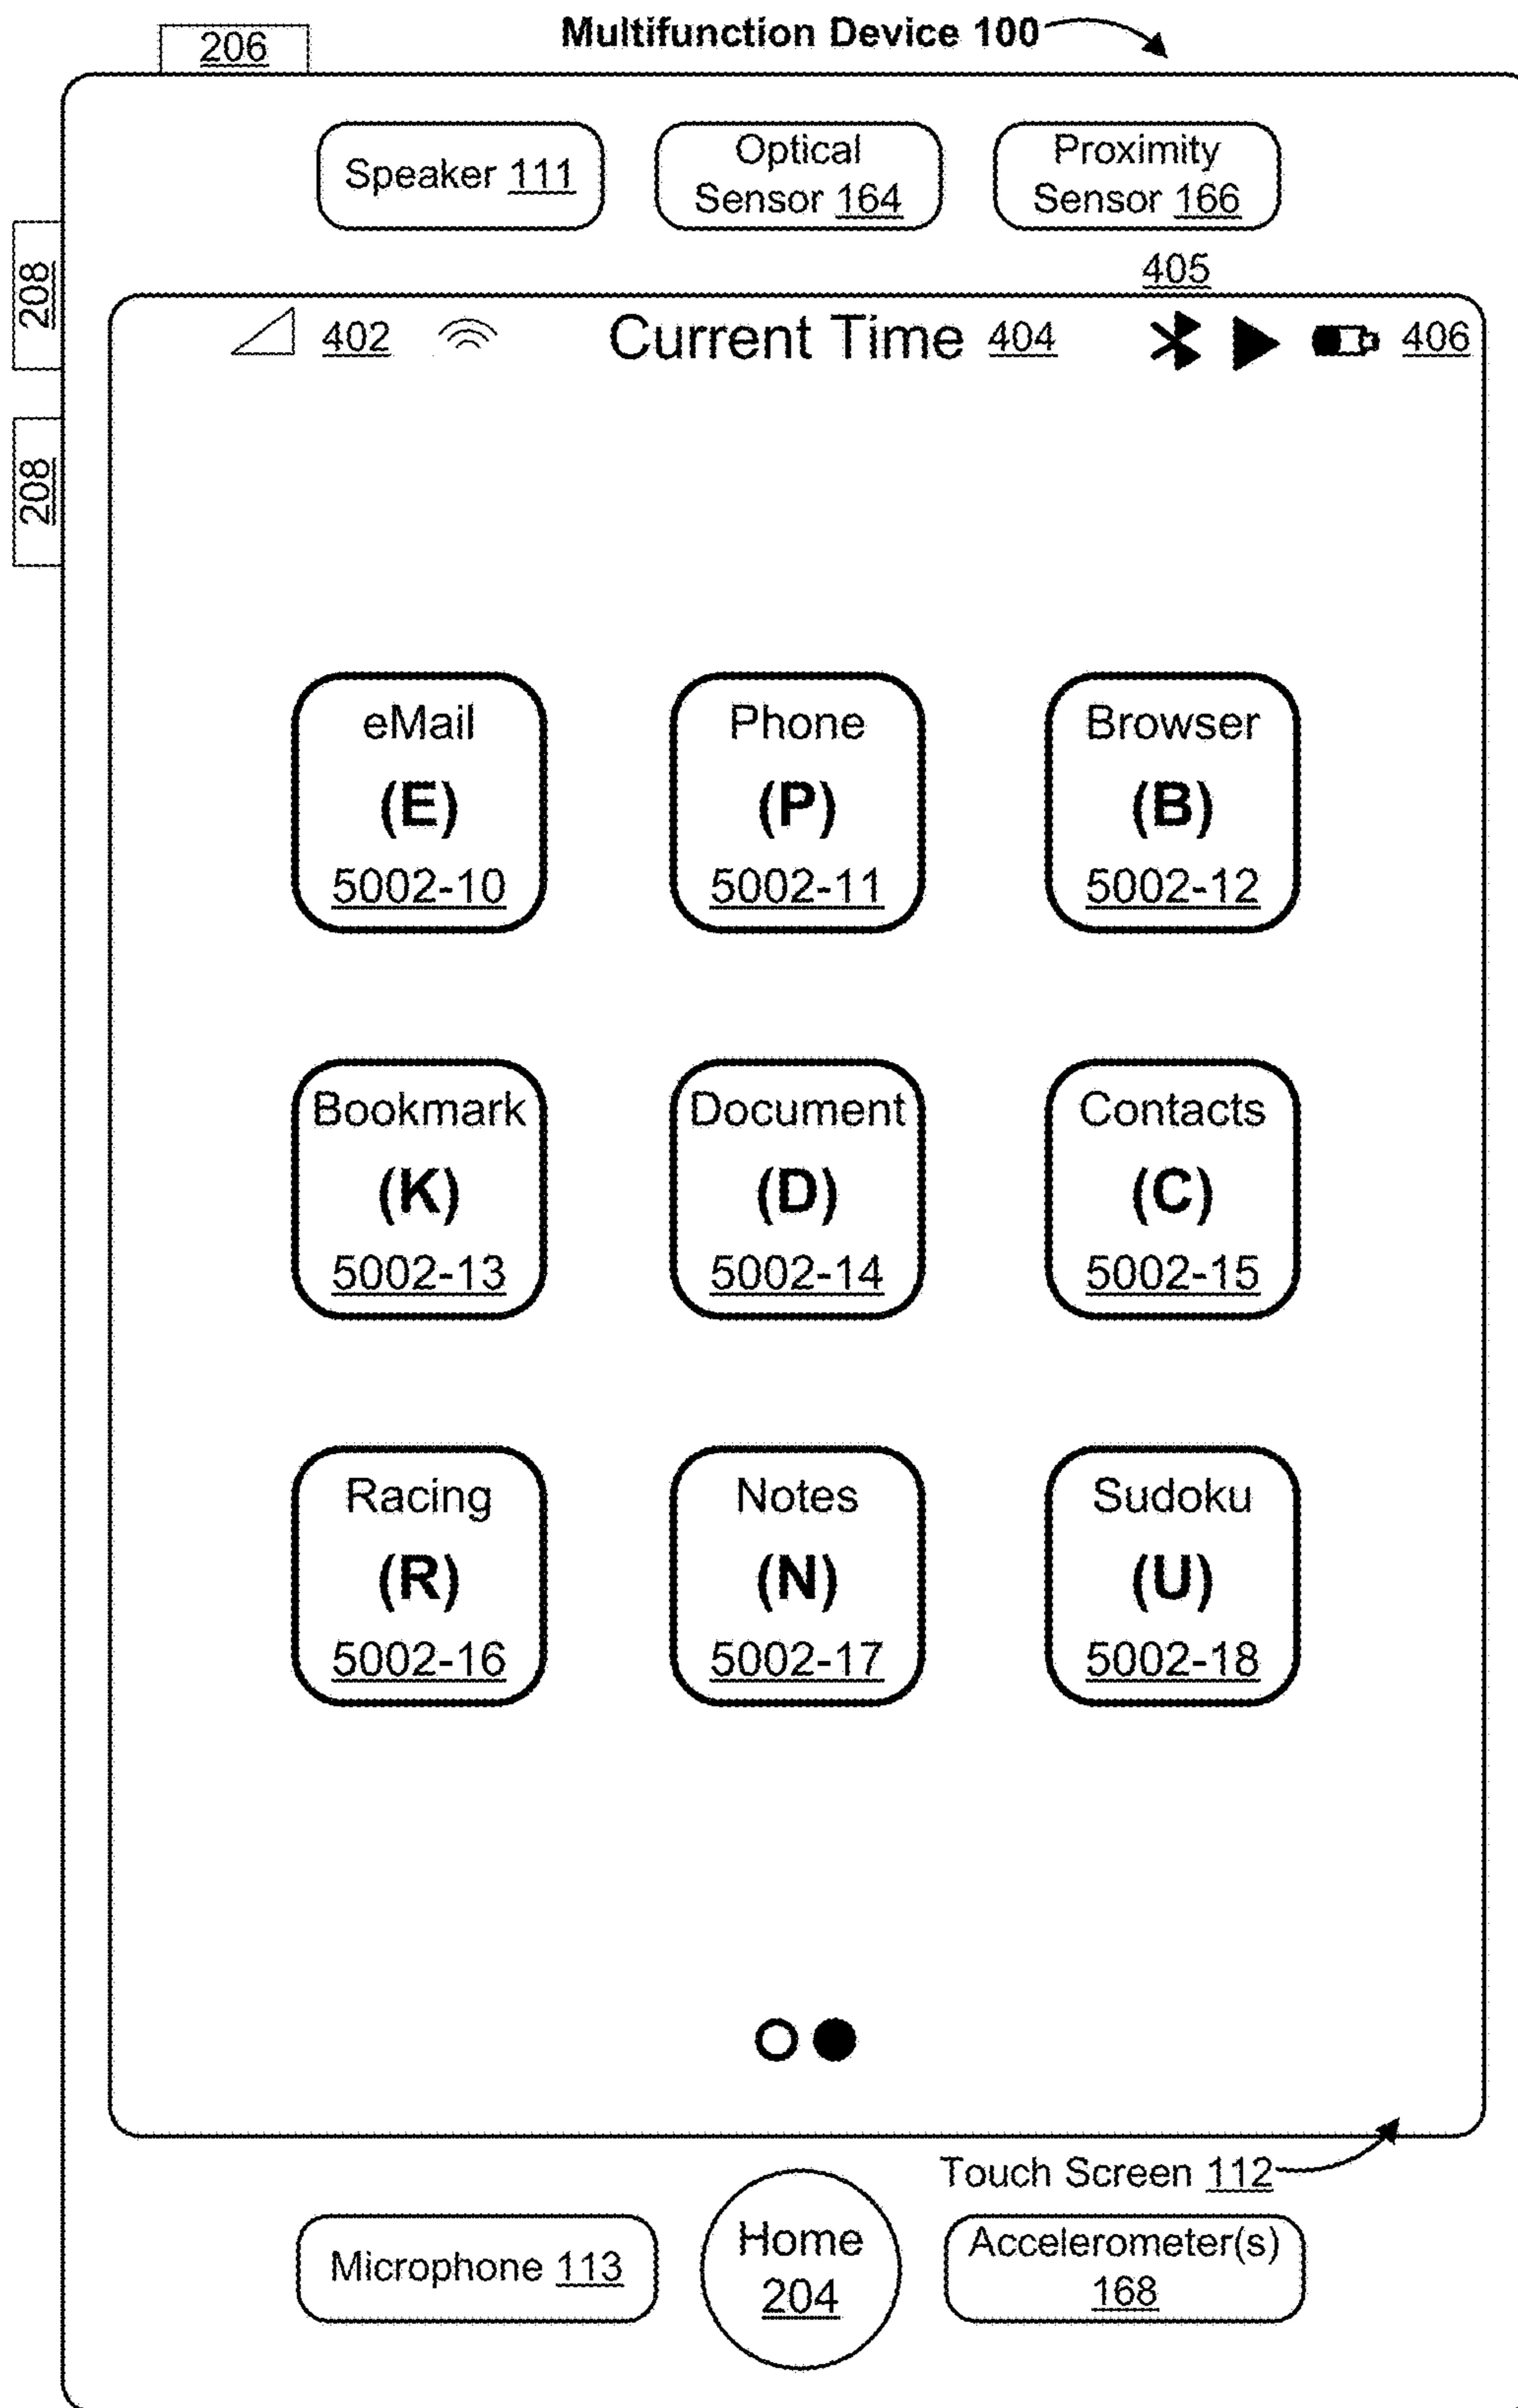 Multifunction Device 100
206
Speaker 111
Optical
Sensor 164
Proximity
Sensor 166
208
208
405
402
Current Time 404
406
eMail
(E)
5002-10
Phone
(P)
5002-11
Browser
(B)
5002-12
Bookmark
(K)
5002-13
Document
(D)
5002-14
Contacts
(C)
5002-15
Racing
(R)
5002-16
Notes
(N)
5002-17
Sudoku
(U)
5002-18
Touch Screen 112
Microphone 113
Home
204
Accelerometer(s)
168